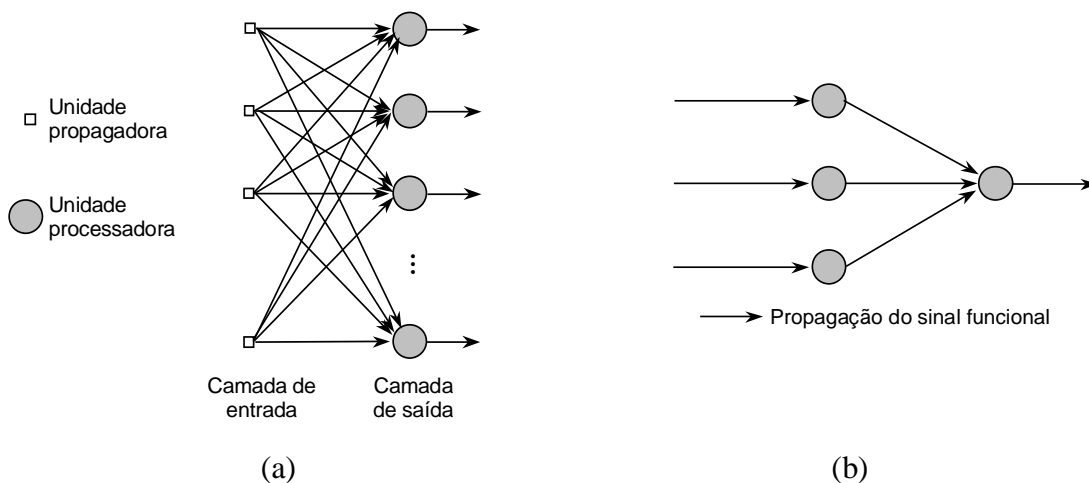 Unidade
propagadora
Unidade
processadora
...
Camada de
entrada
Camada
de saída
(a)
Propagação do sinal funcional
(b)